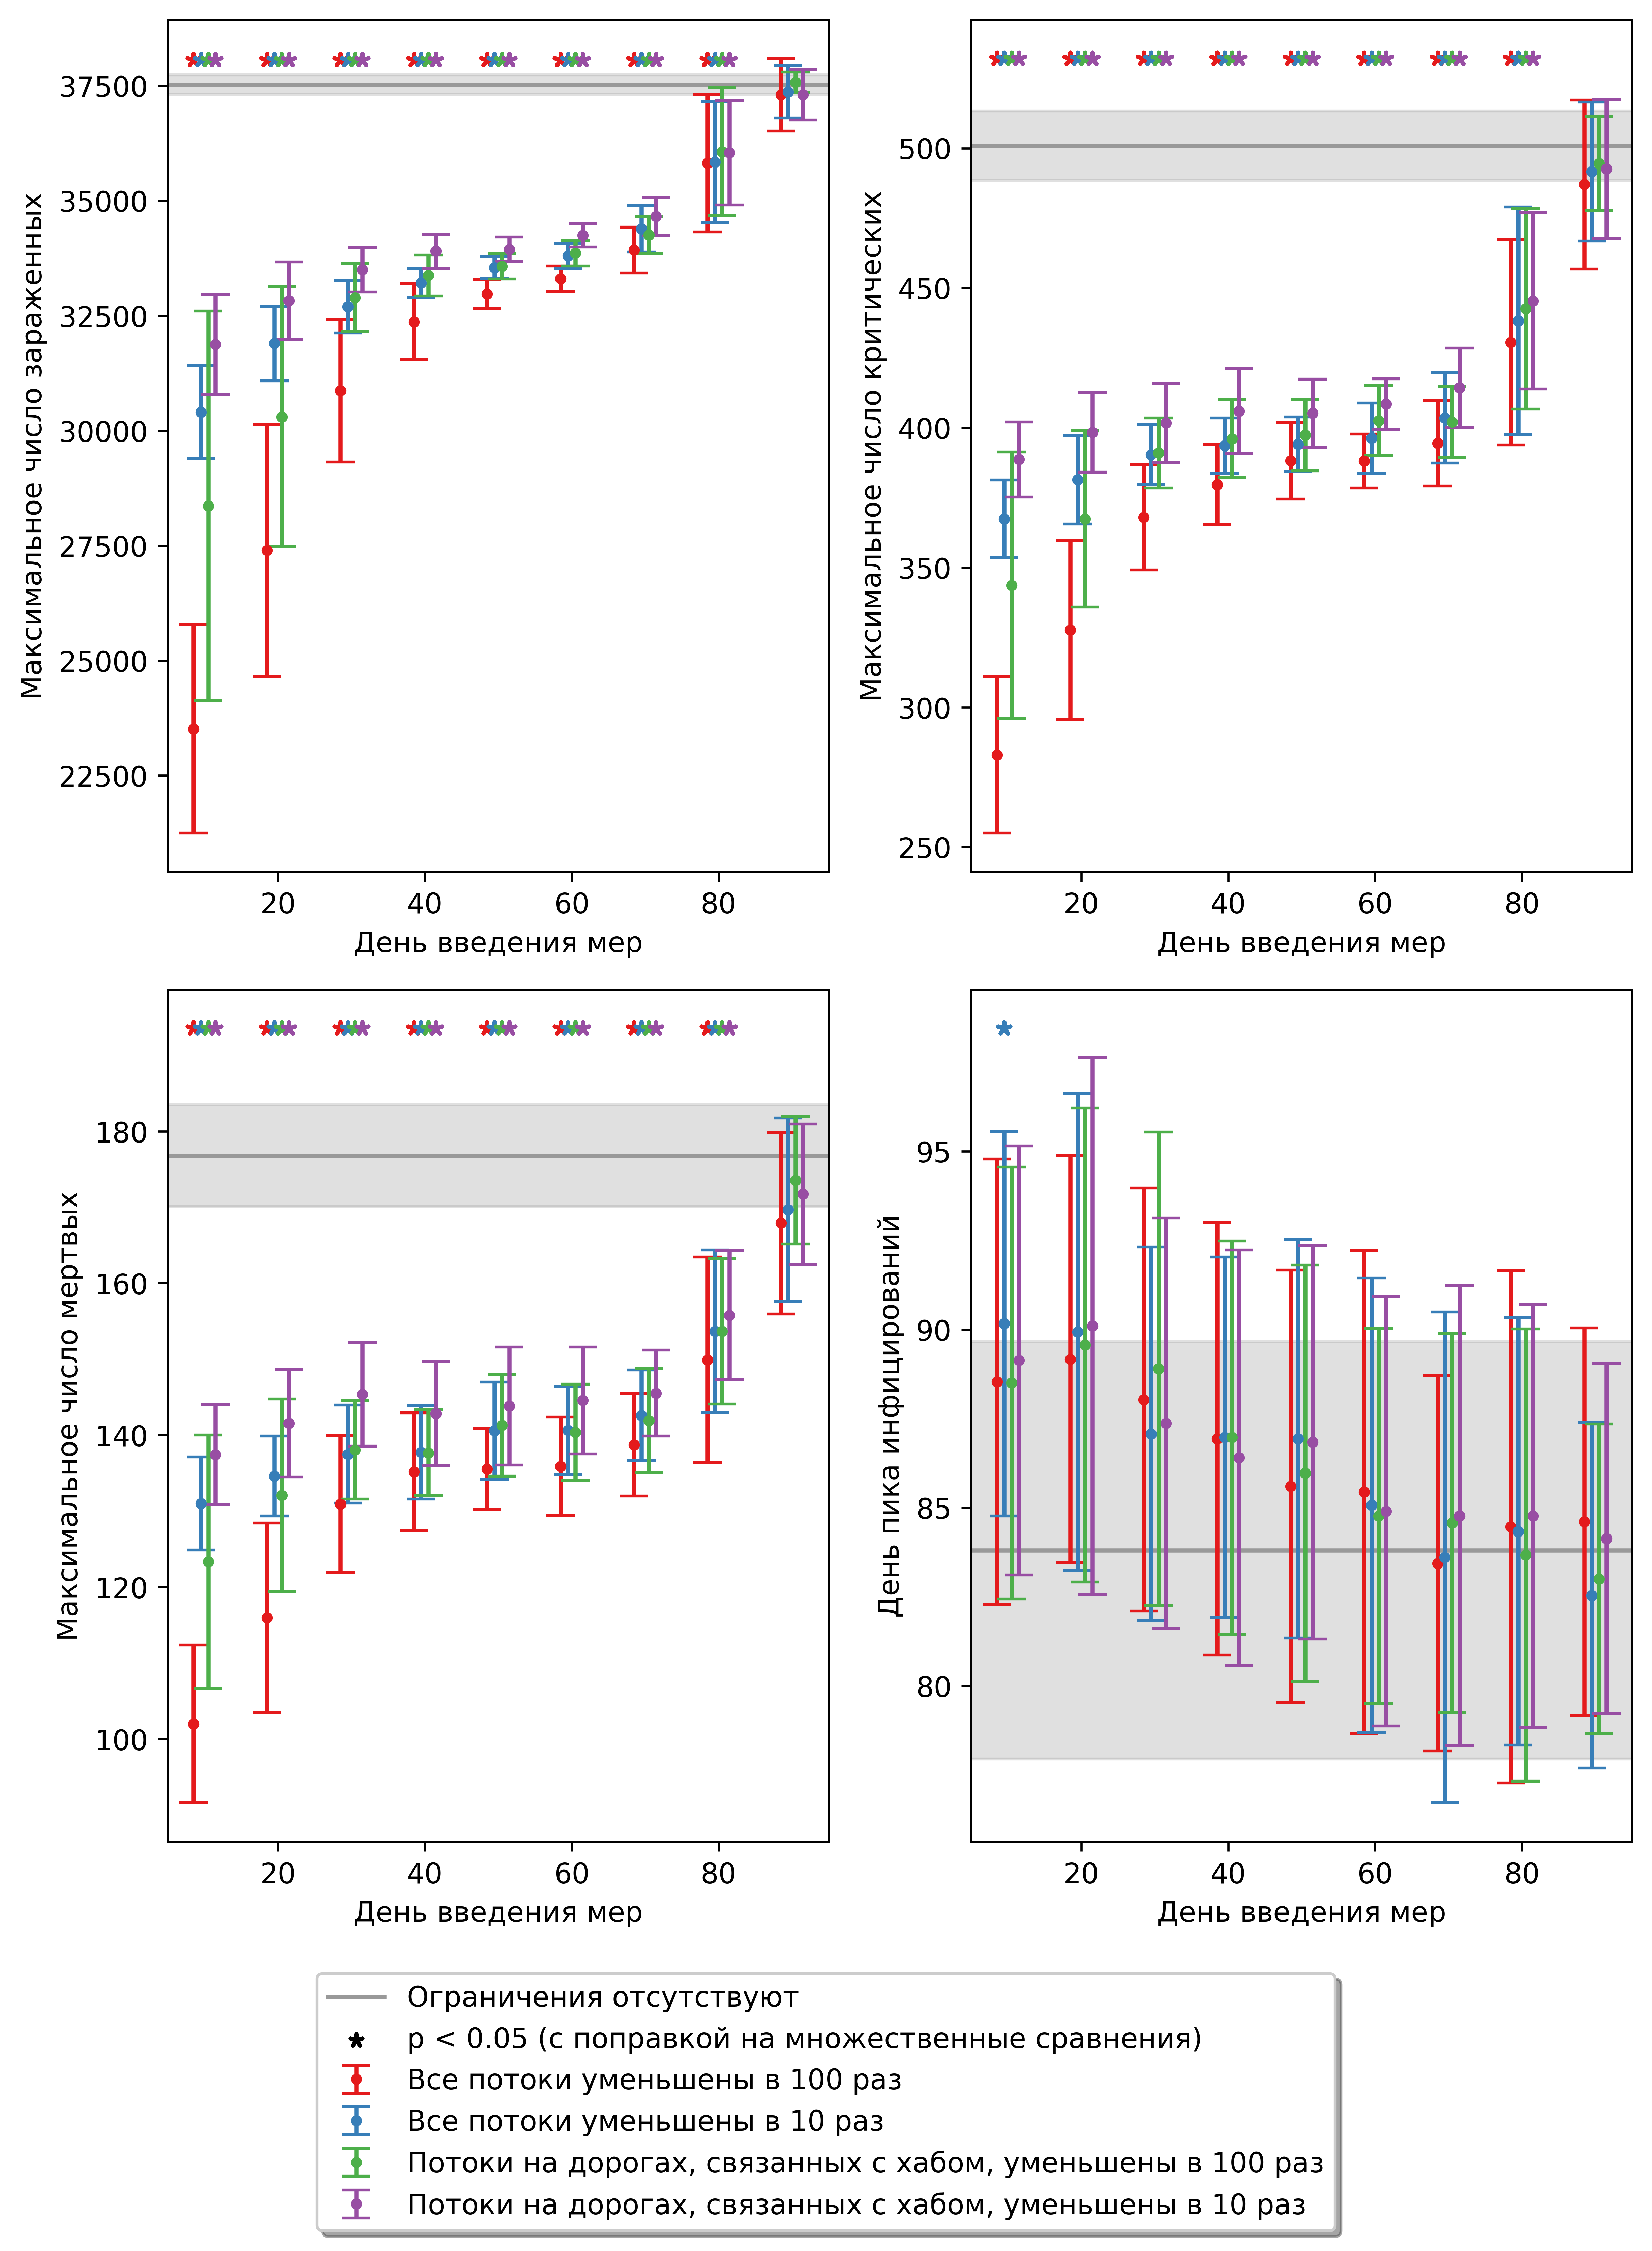 37500
35000
32500
30000
27500
25000
22500
Максимальное число зараженных
20 40 60 80
День введения мер
500
450
400
350
300
250
Максимальное число критических
20 40 60 80
День введения мер
180
160
140
120
100
Максимальное число мертвых
20 40 60 80
День введения мер
95
90
85
80
День пика инфицирований
20 40 60 80
День введения мер
Ограничения отсутствуют
p < 0.05 (с поправкой на множественные сравнения)
Все потоки уменьшены в 100 раз
Все потоки уменьшены в 10 раз
Потоки на дорогах, связанных с хабом, уменьшены в 100 раз
Потоки на дорогах, связанных с хабом, уменьшены в 10 раз